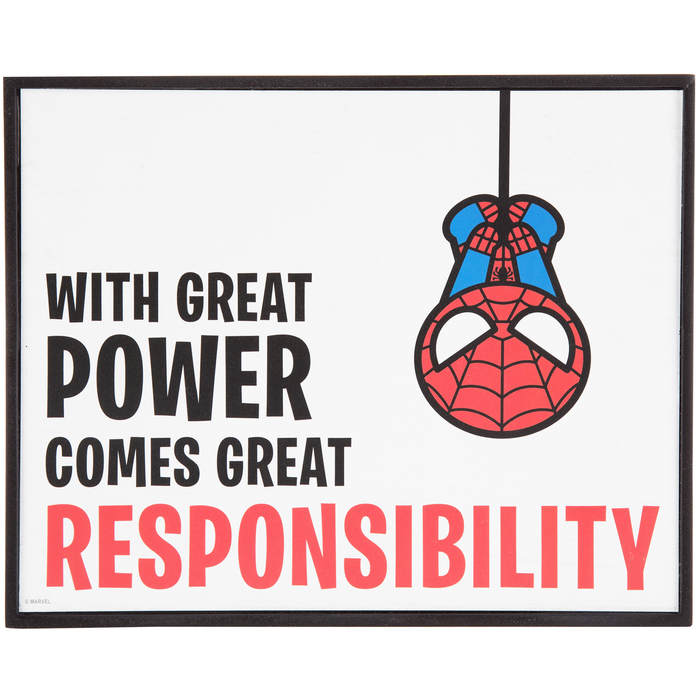 WITH GREAT
POWER
COMES GREAT
RESPONSIBILITY
© MARVEL